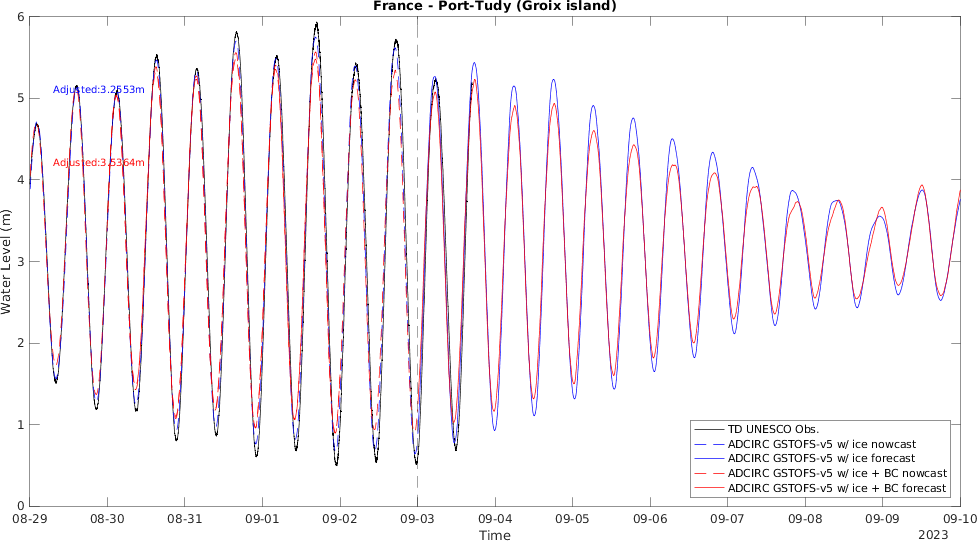 France - Port-Tudy (Groix island)
6
5
4
3
2
1
0
Water Level (m)
Adjusted:3.2553m
Adjusted:3.5364m
TD UNESCO Obs.
ADCIRC GSTOFS-v5 w/ ice nowcast
ADCIRC GSTOFS-v5 w/ ice forecast
ADCIRC GSTOFS-v5 w/ ice + BC nowcast
ADCIRC GSTOFS-v5 w/ ice + BC forecast
08-29 08-30 08-31 09-01 09-02 09-03 09-04 09-05 09-06 09-07 09-08 09-09 09-10
Time
2023